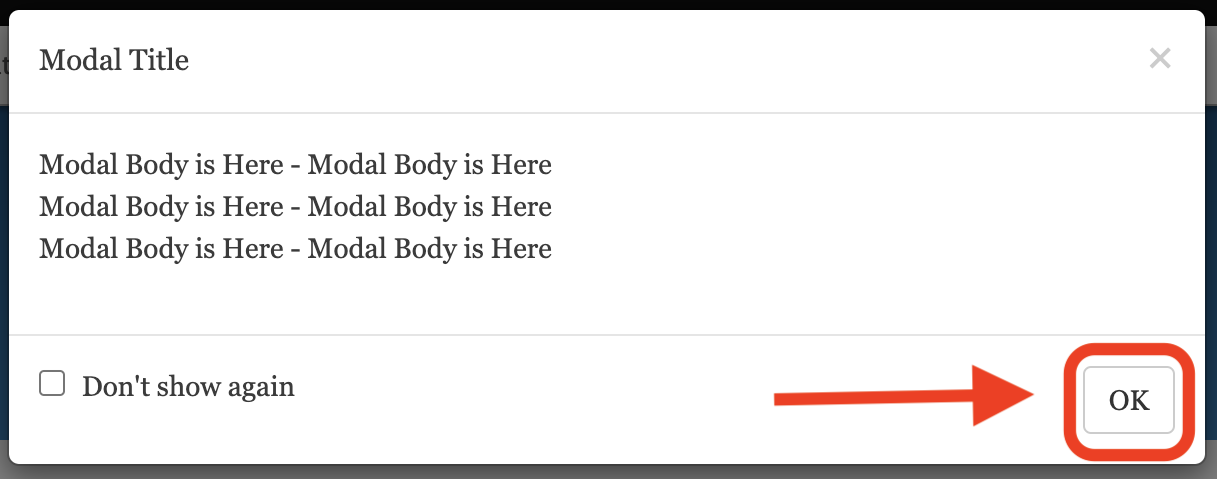 Modal Title
Modal Body is Here - Modal Body is Here
Modal Body is Here - Modal Body is Here
Modal Body is Here - Modal Body is Here
Don't show again
OK